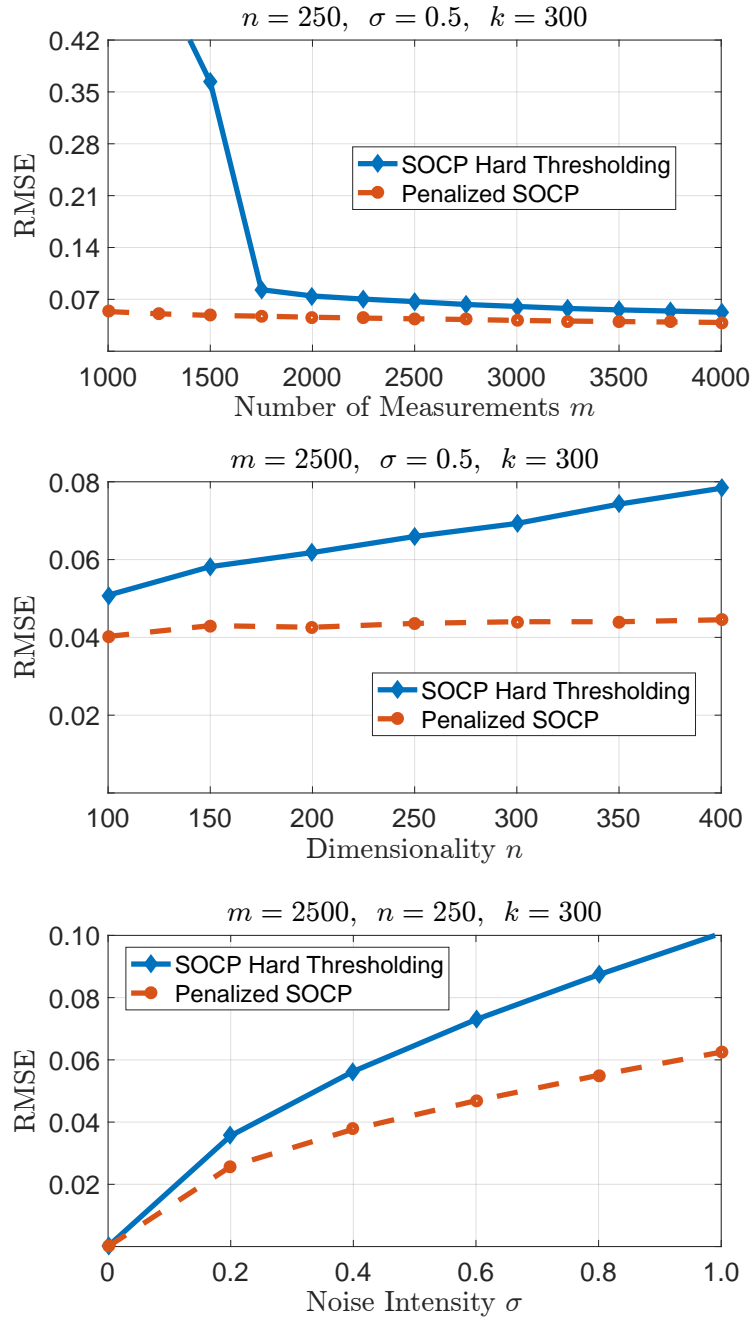 n = 250, σ = 0.5, k = 300
0.42
0.35
0.28
0.21
0.14
0.07
RMSE
SOCP Hard Thresholding
Penalized SOCP
1000 1500 2000 2500 3000 3500 4000
Number of Measurements m
m = 2500, σ = 0.5, k = 300
0.08
0.06
0.04
0.02
RMSE
SOCP Hard Thresholding
Penalized SOCP
100 150 200 250 300 350 400
Dimensionality n
m = 2500, n = 250, k = 300
0.10
0.08
0.06
0.04
0.02
RMSE
SOCP Hard Thresholding
Penalized SOCP
0 0.2 0.4 0.6 0.8 1.0
Noise Intensity σ